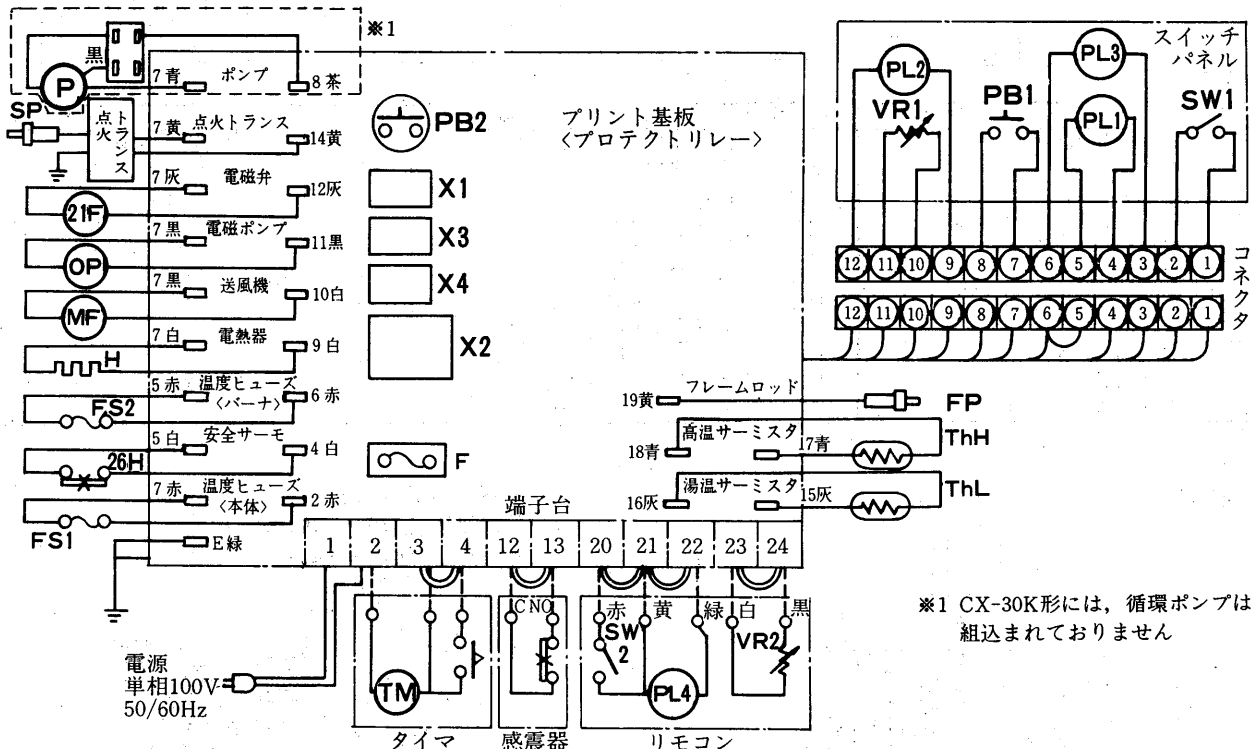 ※1
黒
P
7青 ポンプ 8茶
SP
点火トランス
7黄 点火トランス 14黄
7灰 電磁弁 12灰
21F
7黒 電磁ポンプ 11黒
OP
7黒 送風機 10白
MF
7白 電熱器 9白
H
5赤 温度ヒューズ 6赤
〈バーナ〉
FS2
5白 安全サーモ 4白
26H
7赤 温度ヒューズ 2赤
〈本体〉
FS1
E緑
PB2
X1
X3
X4
X2
F
プリント基板
〈プロテクトリレー〉
スイッチ
パネル
PL2
VR1
PB1
PL3
PL1
SW1
12 11 10 9 8 7 6 5 4 3 2 1
コネクタ
12 11 10 9 8 7 6 5 4 3 2 1
19黄 フレームロッド FP
高温サーミスタ ThH
18青 17青
湯温サーミスタ ThL
16灰 15灰
端子台
1 2 3 4 12 13 20 21 22 23 24
C NO
赤 黄 緑 白 黒
SW
2
VR2
TM
PL4
タイマ 感震器 リモコン
電源
単相100V
50/60Hz
※1 CX-30K形には，循環ポンプは
組込まれておりません